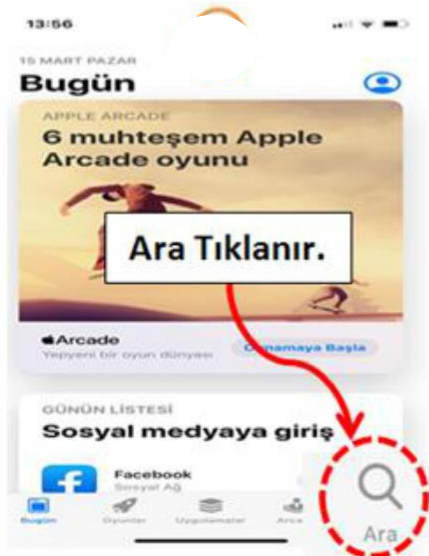 13:56
15 MART PAZAR
Bugün
APPLE ARCADE
6 muhteşem Apple
Arcade oyunu
Ara Tıklanır.
Arcade
Yepyeni bir oyun dünyası
Oynamaya Başla
GÜNÜN LİSTESİ
Sosyal medyaya giriş
Facebook
Sosyal Ağ
Bugün
Oyunlar
Uygulamalar
Arca
Ara